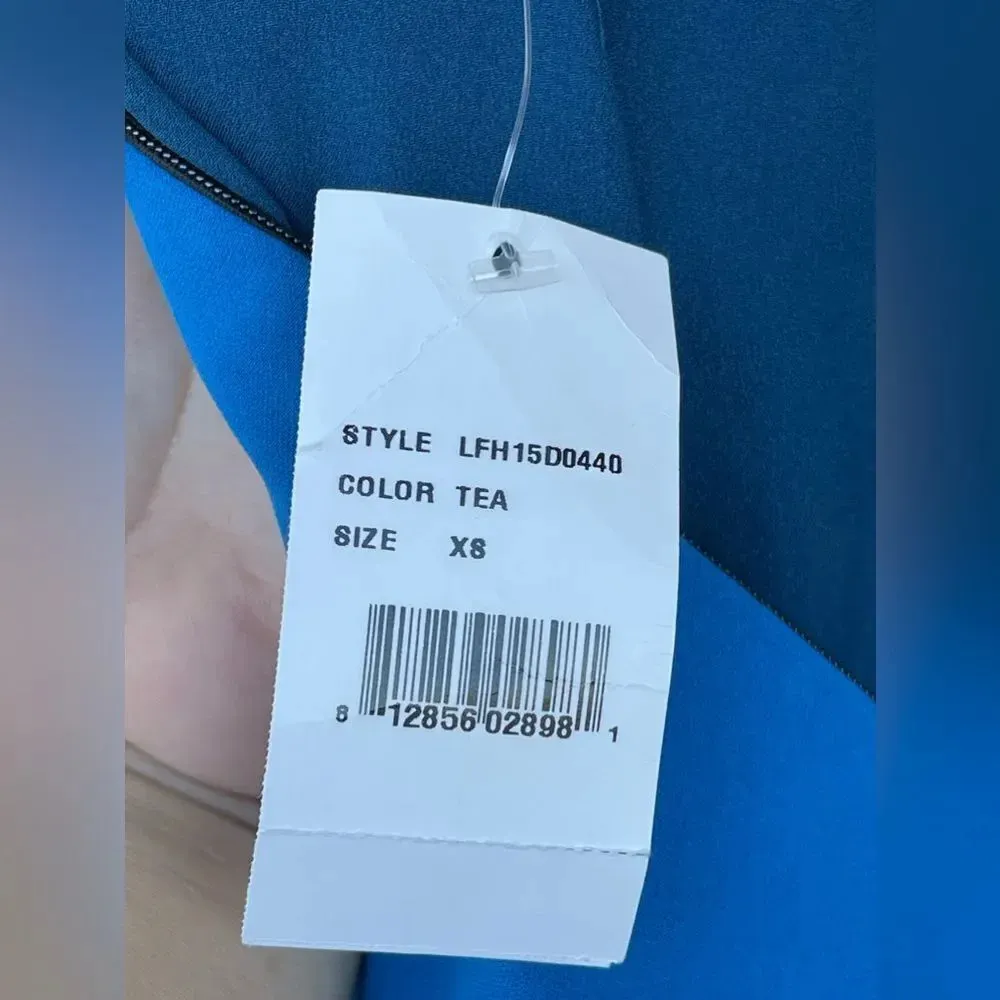 STYLE LFH15D0440
COLOR TEA
SIZE XS
8 12856 02898 1